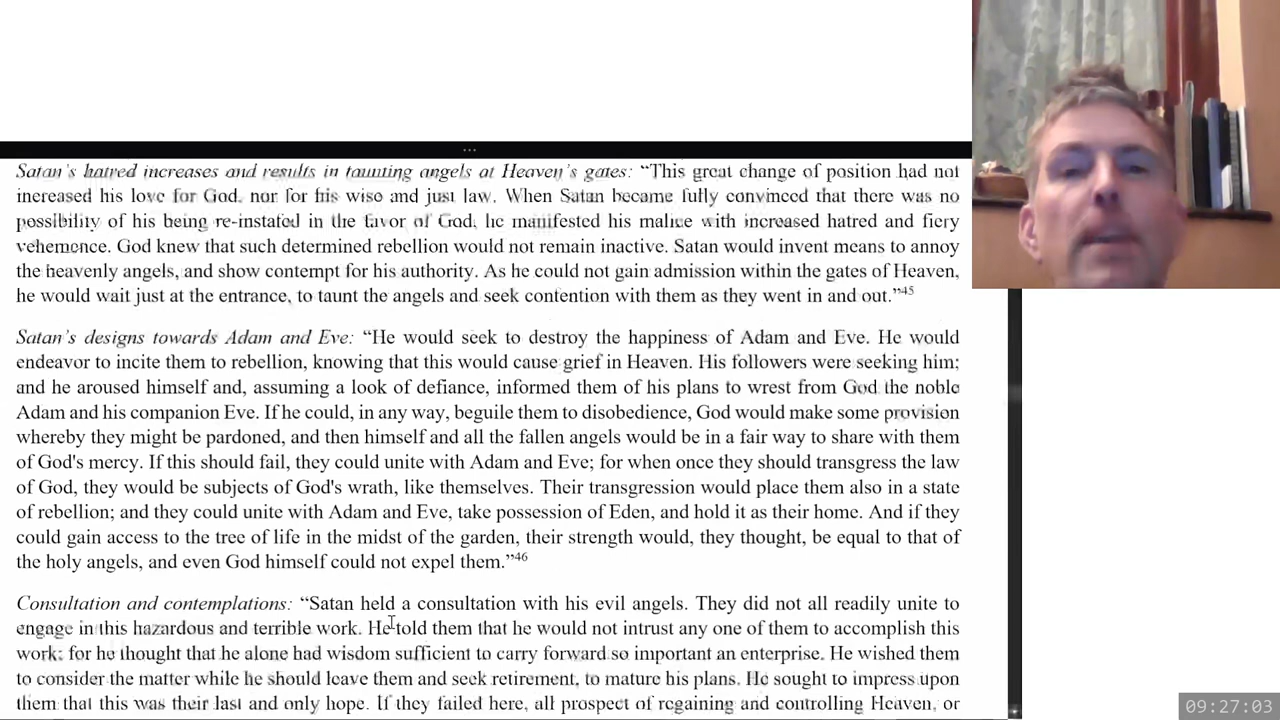 Satan's hatred increases and results in taunting angels at Heaven's gates: “This great change of position had not
increased his love for God, nor for his wise and just law. When Satan became fully convinced that there was no
possibility of his being re-instated in the favor of God, he manifested his malice with increased hatred and fiery
vehemence. God knew that such determined rebellion would not remain inactive. Satan would invent means to annoy
the heavenly angels, and show contempt for his authority. As he could not gain admission within the gates of Heaven,
he would wait just at the entrance, to taunt the angels and seek contention with them as they went in and out.”45
Satan's designs towards Adam and Eve: “He would seek to destroy the happiness of Adam and Eve. He would
endeavor to incite them to rebellion, knowing that this would cause grief in Heaven. His followers were seeking him;
and he aroused himself and, assuming a look of defiance, informed them of his plans to wrest from God the noble
Adam and his companion Eve. If he could, in any way, beguile them to disobedience, God would make some provision
whereby they might be pardoned, and then himself and all the fallen angels would be in a fair way to share with them
of God's mercy. If this should fail, they could unite with Adam and Eve; for when once they should transgress the law
of God, they would be subjects of God's wrath, like themselves. Their transgression would place them also in a state
of rebellion; and they could unite with Adam and Eve, take possession of Eden, and hold it as their home. And if they
could gain access to the tree of life in the midst of the garden, their strength would, they thought, be equal to that of
the holy angels, and even God himself could not expel them.”46
Consultation and contemplations: “Satan held a consultation with his evil angels. They did not all readily unite to
engage in this hazardous and terrible work. He told them that he would not intrust any one of them to accomplish this
work; for he thought that he alone had wisdom sufficient to carry forward so important an enterprise. He wished them
to consider the matter while he should leave them and seek retirement, to mature his plans. He sought to impress upon
them that this was their last and only hope. If they failed here, all prospect of regaining and controlling Heaven, or
09:27:03